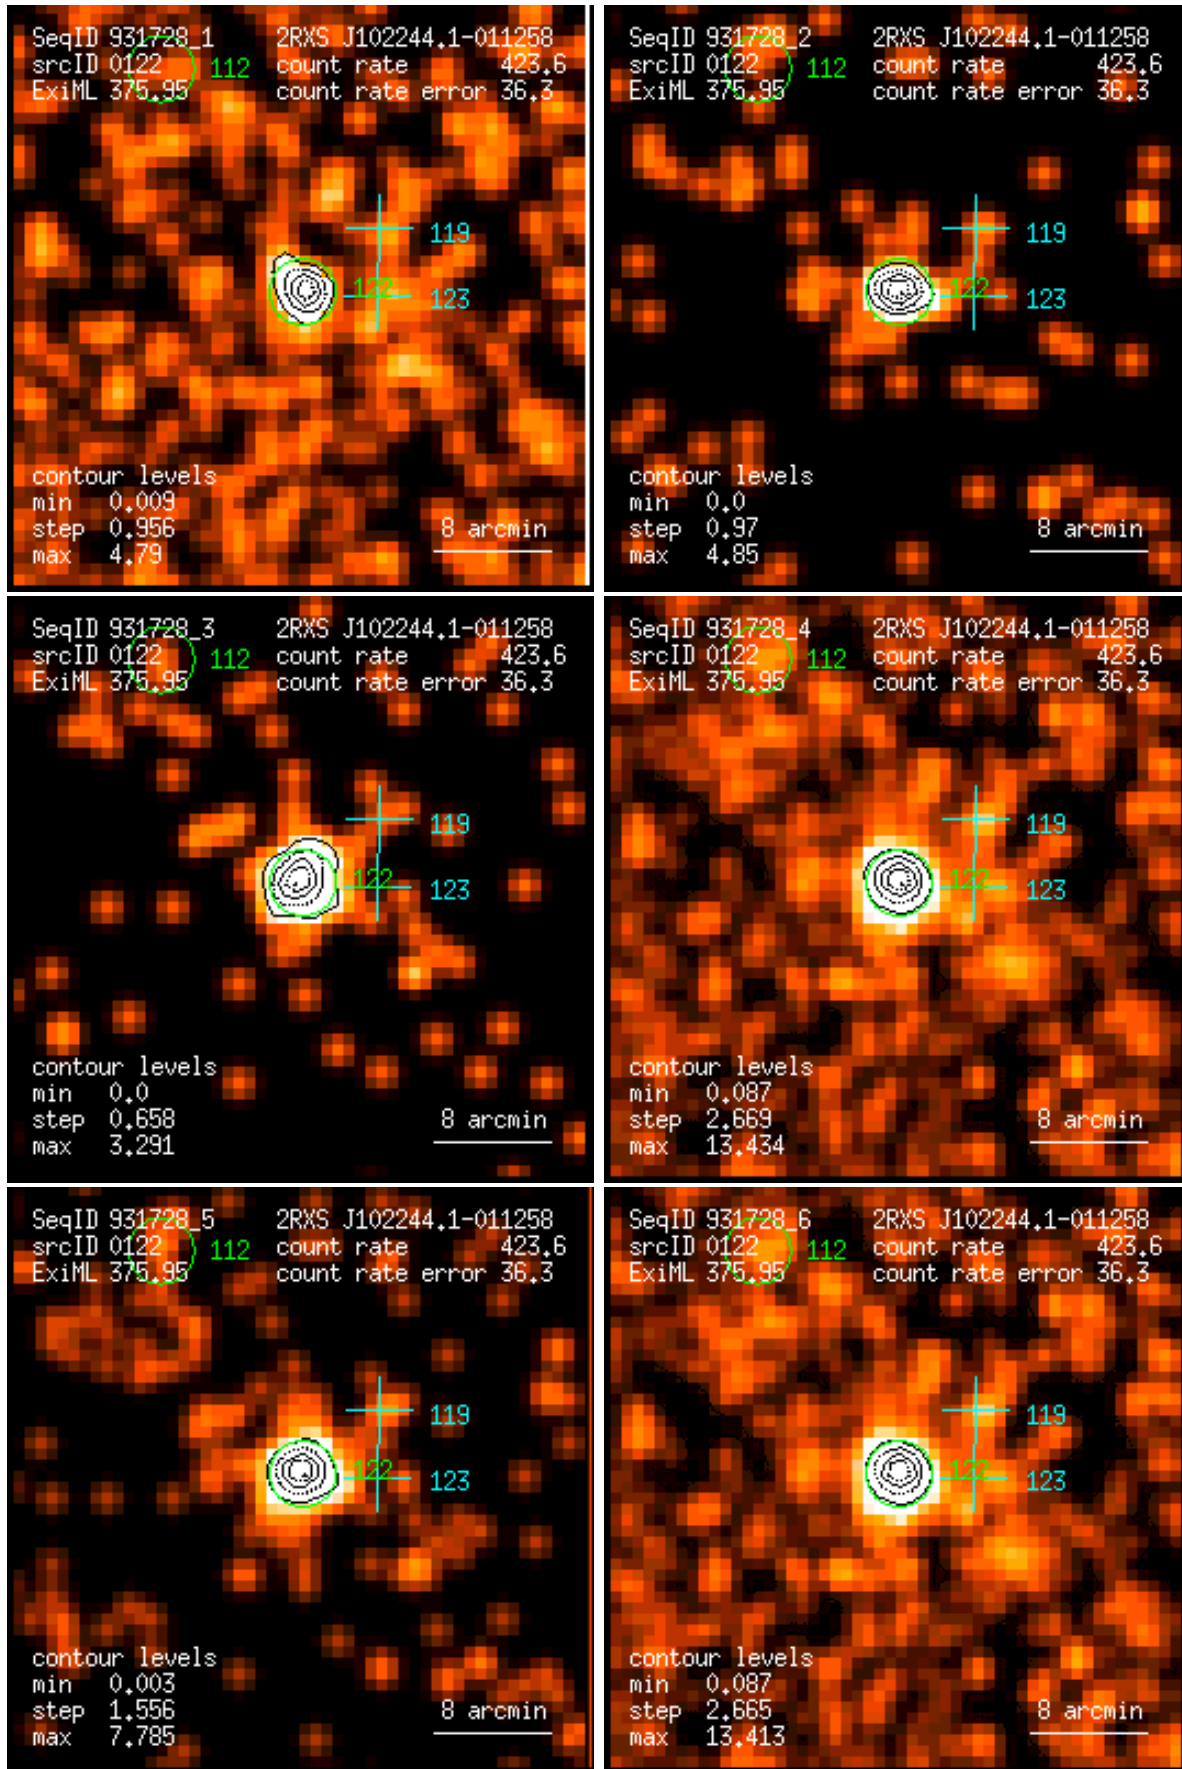 SeqID 931728_1 2RXS J102244.1-011258
srcID 0122 112 count rate 423.6
ExiML 375.95 count rate error 36.3
119
122 123
contour levels
min 0.009
step 0.956 8 arcmin
max 4.79
SeqID 931728_2 2RXS J102244.1-011258
srcID 0122 112 count rate 423.6
ExiML 375.95 count rate error 36.3
119
122 123
contour levels
min 0.0
step 0.97 8 arcmin
max 4.85
SeqID 931728_3 2RXS J102244.1-011258
srcID 0122 112 count rate 423.6
ExiML 375.95 count rate error 36.3
119
122 123
contour levels
min 0.0
step 0.658 8 arcmin
max 3.291
SeqID 931728_4 2RXS J102244.1-011258
srcID 0122 112 count rate 423.6
ExiML 375.95 count rate error 36.3
119
122 123
contour levels
min 0.087
step 2.669 8 arcmin
max 13.434
SeqID 931728_5 2RXS J102244.1-011258
srcID 0122 112 count rate 423.6
ExiML 375.95 count rate error 36.3
119
122 123
contour levels
min 0.003
step 1.556 8 arcmin
max 7.785
SeqID 931728_6 2RXS J102244.1-011258
srcID 0122 112 count rate 423.6
ExiML 375.95 count rate error 36.3
119
122 123
contour levels
min 0.087
step 2.665 8 arcmin
max 13.413